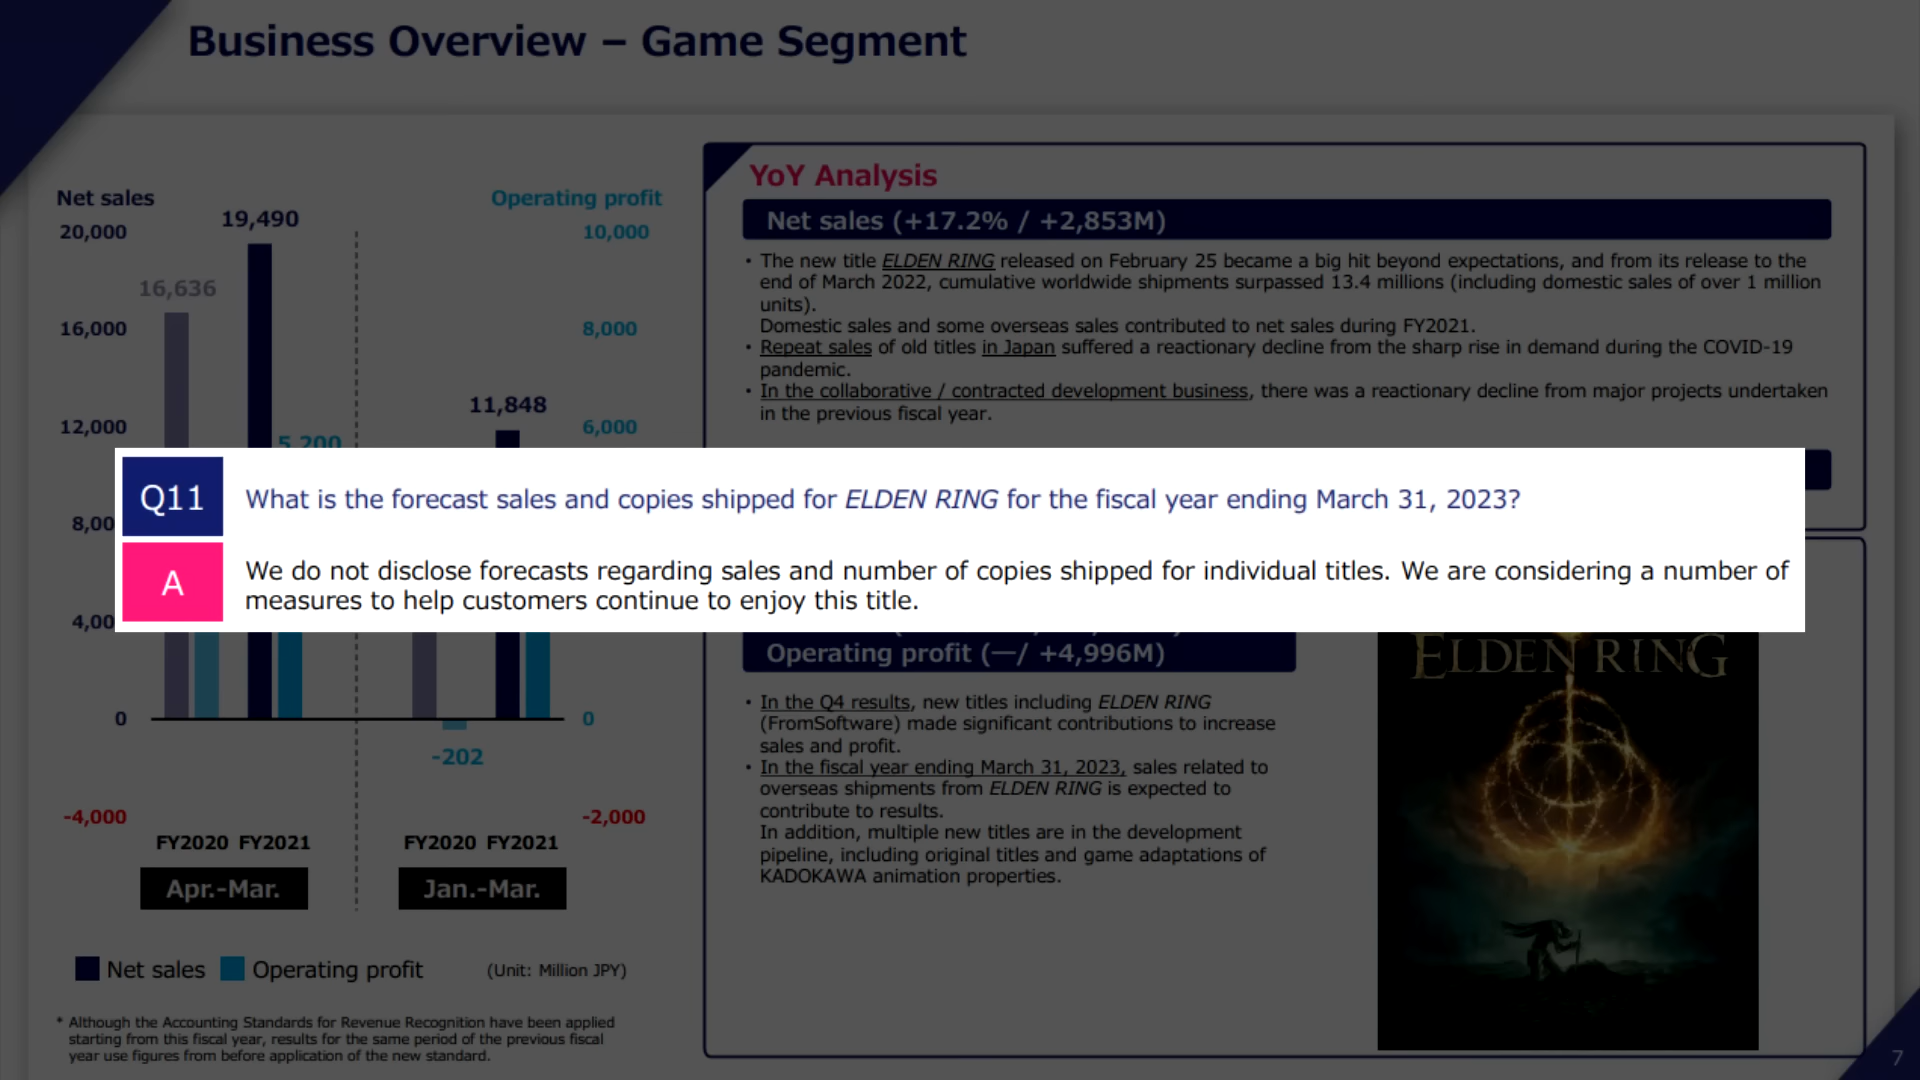 Business Overview – Game Segment
Net sales
Operating profit
20,000
19,490
10,000
16,636
16,000
8,000
11,848
12,000
5,200
6,000
8,00
4,00
0
0
-202
-4,000
-2,000
FY2020 FY2021
FY2020 FY2021
Apr.-Mar.
Jan.-Mar.
Net sales
Operating profit
(Unit: Million JPY)
* Although the Accounting Standards for Revenue Recognition have been applied
starting from this fiscal year, results for the same period of the previous fiscal
year use figures from before application of the new standard.
YoY Analysis
Net sales (+17.2% / +2,853M)
• The new title ELDEN RING released on February 25 became a big hit beyond expectations, and from its release to the
end of March 2022, cumulative worldwide shipments surpassed 13.4 millions (including domestic sales of over 1 million
units).
Domestic sales and some overseas sales contributed to net sales during FY2021.
• Repeat sales of old titles in Japan suffered a reactionary decline from the sharp rise in demand during the COVID-19
pandemic.
• In the collaborative / contracted development business, there was a reactionary decline from major projects undertaken
in the previous fiscal year.
Q11
What is the forecast sales and copies shipped for ELDEN RING for the fiscal year ending March 31, 2023?
A
We do not disclose forecasts regarding sales and number of copies shipped for individual titles. We are considering a number of
measures to help customers continue to enjoy this title.
Operating profit (—/ +4,996M)
• In the Q4 results, new titles including ELDEN RING
(FromSoftware) made significant contributions to increase
sales and profit.
• In the fiscal year ending March 31, 2023, sales related to
overseas shipments from ELDEN RING is expected to
contribute to results.
In addition, multiple new titles are in the development
pipeline, including original titles and game adaptations of
KADOKAWA animation properties.
ELDEN RING
7